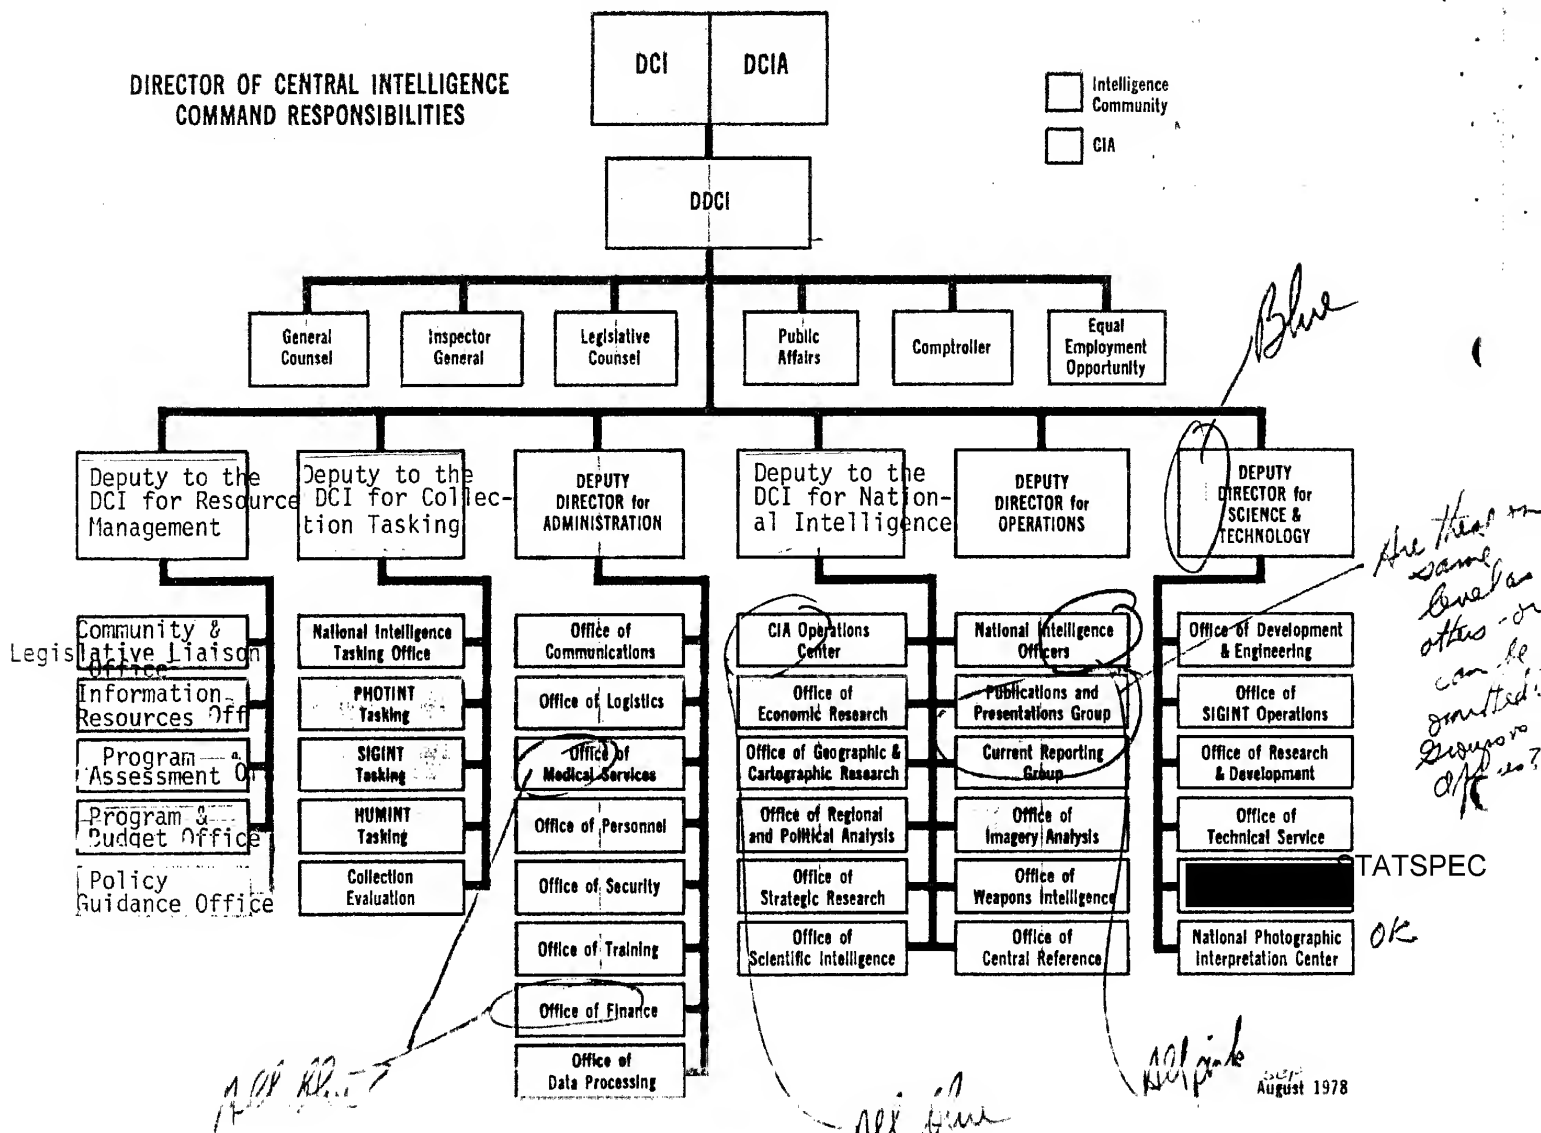 DIRECTOR OF CENTRAL INTELLIGENCE
COMMAND RESPONSIBILITIES
DCI
DCIA
Intelligence
Community
CIA
DDCI
General
Counsel
Inspector
General
Legislative
Counsel
Public
Affairs
Comptroller
Equal
Employment
Opportunity
Blue
Deputy to the
DCI for Resource
Management
Deputy to the
DCI for Collec-
tion Tasking
DEPUTY
DIRECTOR for
ADMINISTRATION
Deputy to the
DCI for Nation-
al Intelligence
DEPUTY
DIRECTOR for
OPERATIONS
DEPUTY
DIRECTOR for
SCIENCE &
TECHNOLOGY
Are these on
same
level as
others - or
can be
omitted?
Groups vs
Offices?
Community &
Legislative Liaison
Office
Information
Resources Off
Program
Assessment O
Program &
Budget Office
Policy
Guidance Office
National Intelligence
Tasking Office
PHOTINT
Tasking
SIGINT
Tasking
HUMINT
Tasking
Collection
Evaluation
Office of
Communications
Office of Logistics
Office of
Medical Services
Office of Personnel
Office of Security
Office of Training
Office of Finance
Office of
Data Processing
CIA Operations
Center
Office of
Economic Research
Office of Geographic &
Cartographic Research
Office of Regional
and Political Analysis
Office of
Strategic Research
Office of
Scientific Intelligence
National Intelligence
Officers
Publications and
Presentations Group
Current Reporting
Group
Office of
Imagery Analysis
Office of
Weapons Intelligence
Office of
Central Reference
Office of Development
& Engineering
Office of
SIGINT Operations
Office of Research
& Development
Office of
Technical Service
STATSPEC
National Photographic
Interpretation Center
OK
All blue?
All blue
All pink
Sep
August 1978